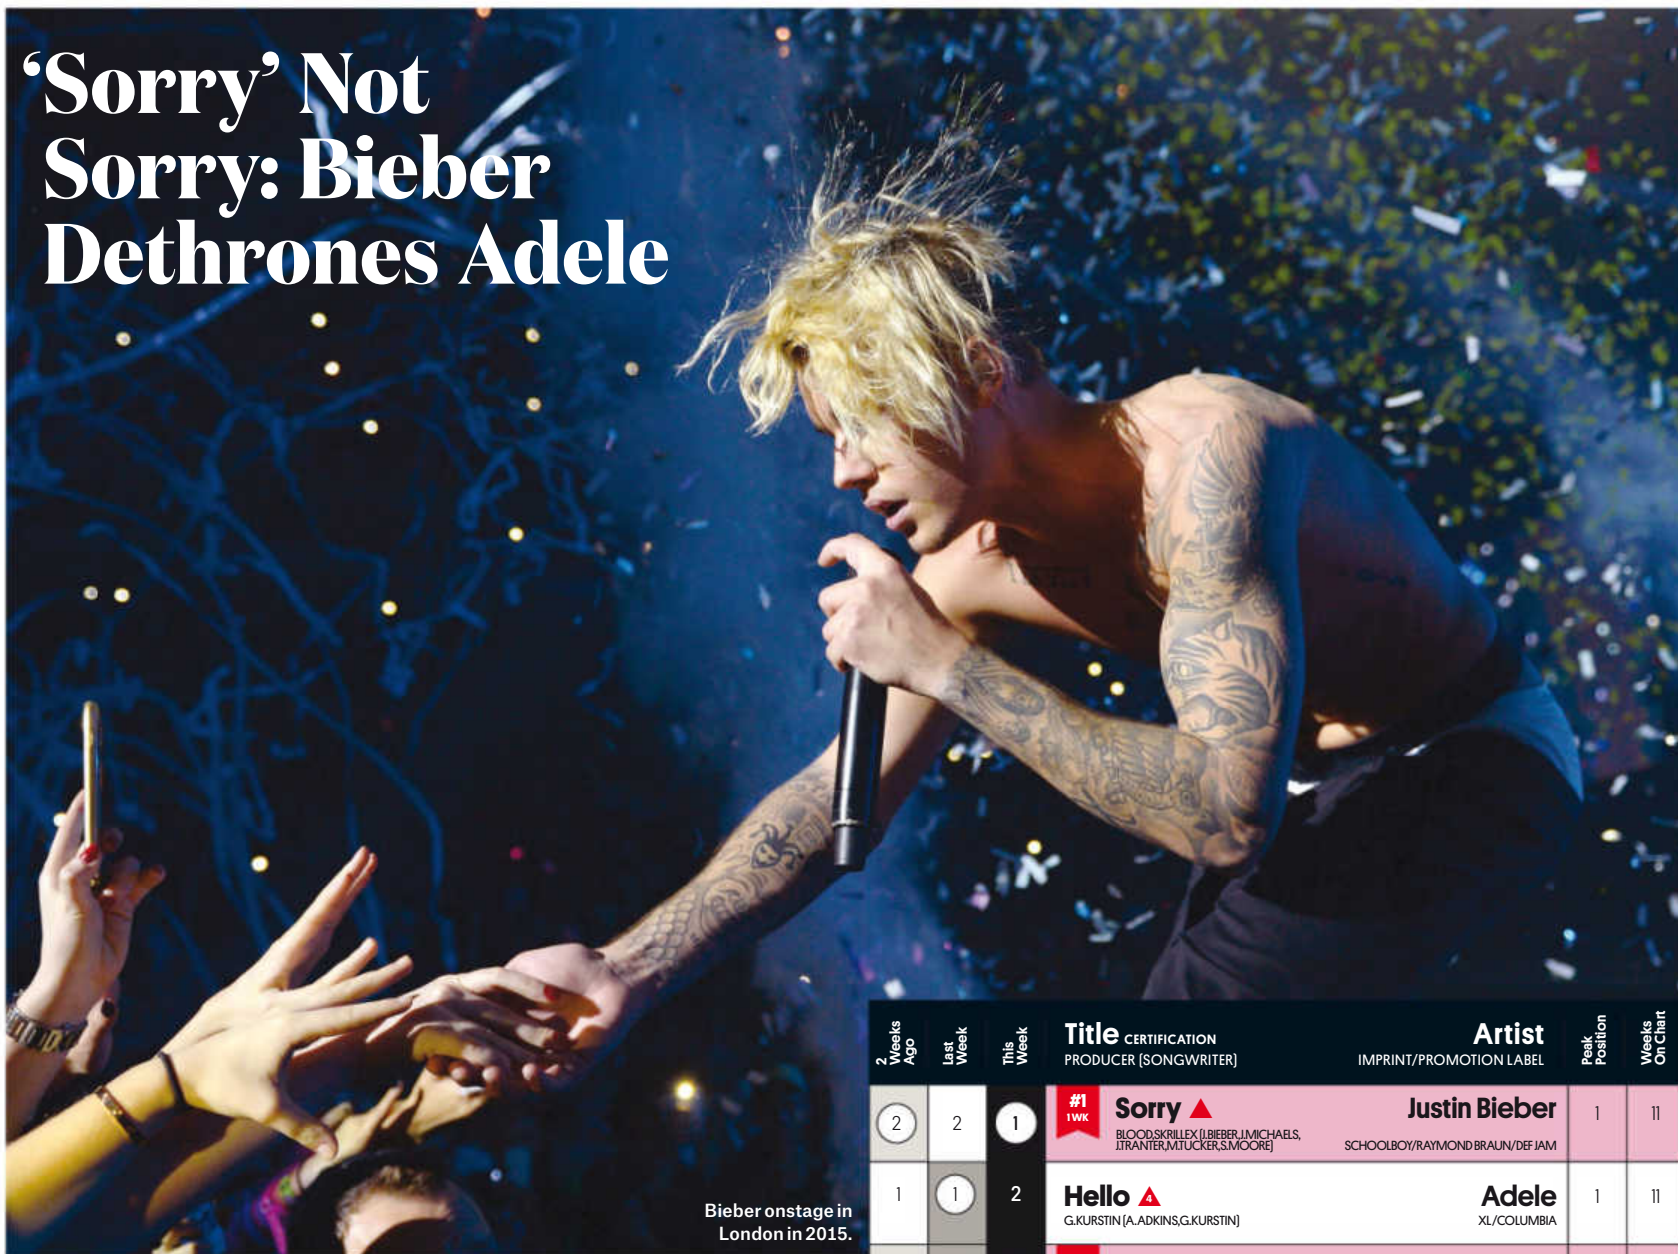 ‘Sorry’ Not
Sorry: Bieber
Dethrones Adele
Bieber onstage in
London in 2015.
2 Weeks Ago
Last Week
This Week
Title CERTIFICATION
PRODUCER (SONGWRITER)
Artist
IMPRINT/PROMOTION LABEL
Peak Position
Weeks On Chart
2 2 1
#1
1 WK
Sorry
BLOOD,SKRILLEX (J.BIEBER,J.MICHAELS,
J.TRANTER,M.TUCKER,S.MOORE)
Justin Bieber
SCHOOLBOY/RAYMOND BRAUN/DEF JAM
1 11
1 1 2
Hello 4
G.KURSTIN (A.ADKINS,G.KURSTIN)
Adele
XL/COLUMBIA
1 11